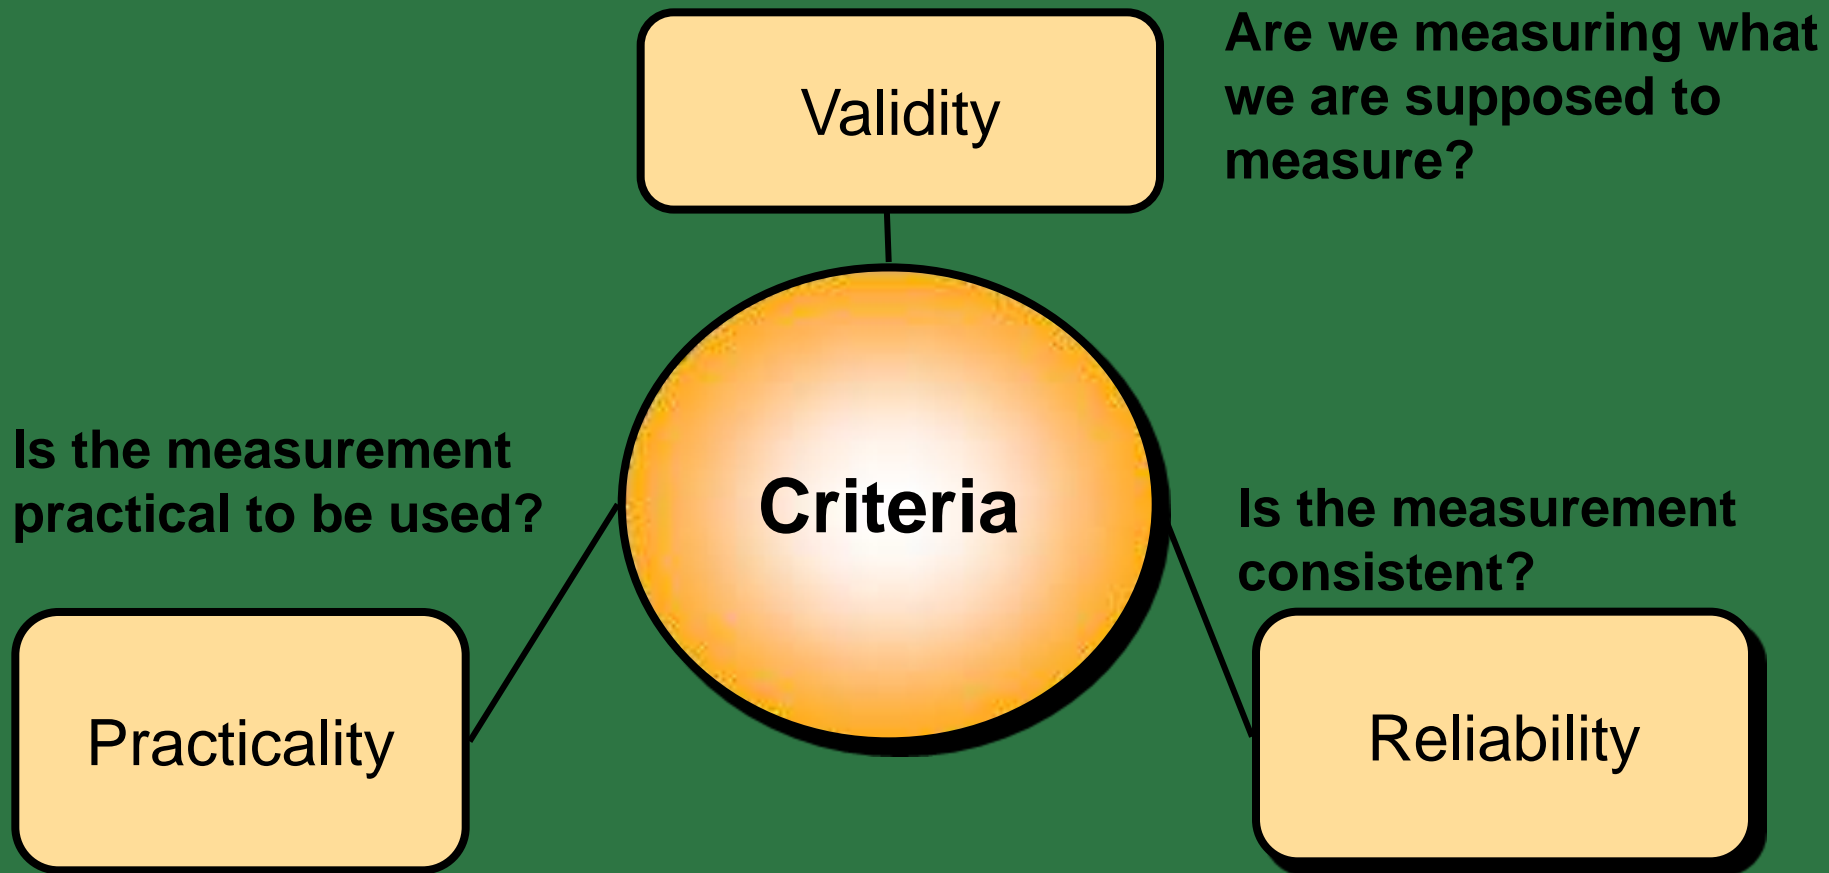 Validity
Are we measuring what
we are supposed to
measure?
Criteria
Is the measurement
practical to be used?
Practicality
Is the measurement
consistent?
Reliability